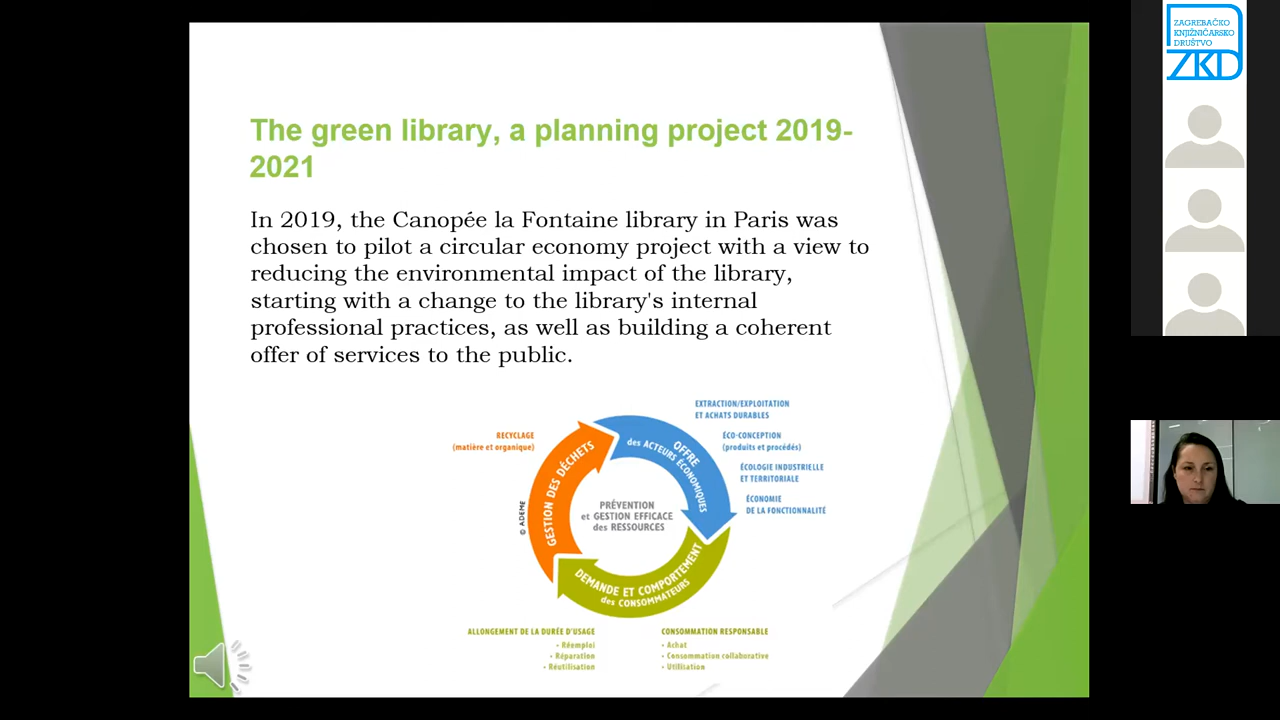 The green library, a planning project 2019-
2021
In 2019, the Canopée la Fontaine library in Paris was
chosen to pilot a circular economy project with a view to
reducing the environmental impact of the library,
starting with a change to the library's internal
professional practices, as well as building a coherent
offer of services to the public.
EXTRACTION/EXPLOITATION
ET ACHATS DURABLES
ÉCO-CONCEPTION
(produits et procédés)
ÉCOLOGIE INDUSTRIELLE
ET TERRITORIALE
ÉCONOMIE
DE LA FONCTIONNALITÉ
RECYCLAGE
(matière et organique)
OFFRE
des ACTEURS ÉCONOMIQUES
GESTION DES DÉCHETS
PRÉVENTION
et GESTION EFFICACE
des RESSOURCES
© ADEME
DEMANDE ET COMPORTEMENT
des CONSOMMATEURS
ALLONGEMENT DE LA DURÉE D'USAGE
• Réemploi
• Réparation
• Réutilisation
CONSOMMATION RESPONSABLE
• Achat
• Consommation collaborative
• Utilisation
ZAGREBAČKO
KNJIŽNIČARSKO
DRUŠTVO
ZKD